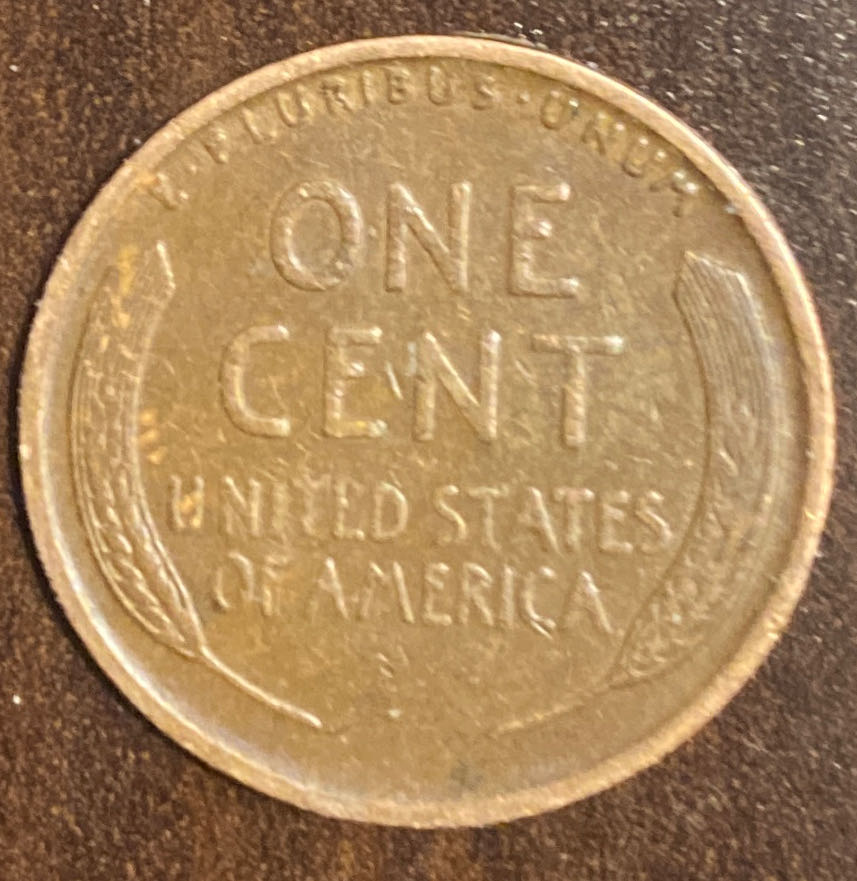 E·PLURIBUS·UNUM
ONE
CENT
UNITED STATES
OF AMERICA